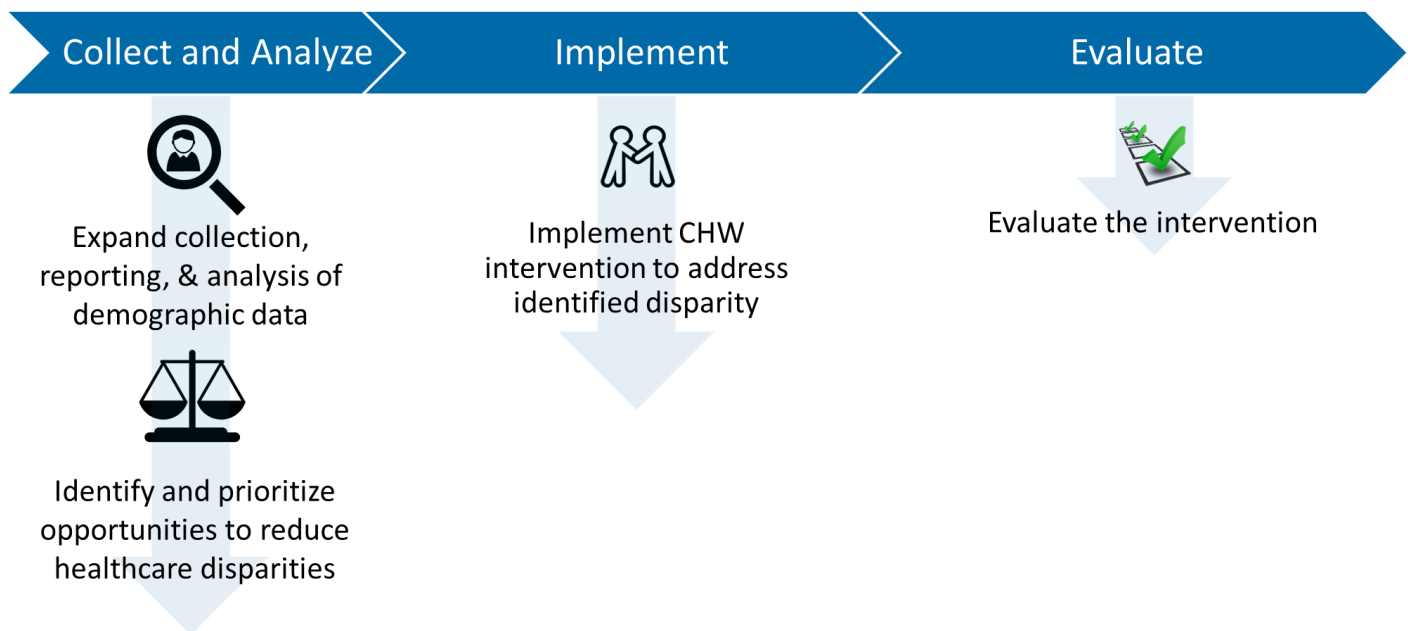 Collect and Analyze
Implement
Evaluate
Expand collection,
reporting, & analysis of
demographic data
Identify and prioritize
opportunities to reduce
healthcare disparities
Implement CHW
intervention to address
identified disparity
Evaluate the intervention